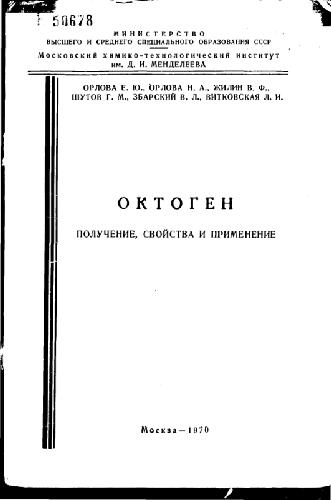 Г 50678
МИНИСТЕРСТВО
ВЫСШЕГО И СРЕДНЕГО СПЕЦИАЛЬНОГО ОБРАЗОВАНИЯ СССР
Московский химико-технологический институт
им. Д. И. МЕНДЕЛЕЕВА
ОРЛОВА Е. Ю., ОРЛОВА Н. А., ЖИЛИН В. Ф.,
ШУТОВ Г. М., ЗБАРСКИЙ В. Л., ВИТКОВСКАЯ Л. И.
ОКТОГЕН
ПОЛУЧЕНИЕ, СВОЙСТВА И ПРИМЕНЕНИЕ
Москва—1970